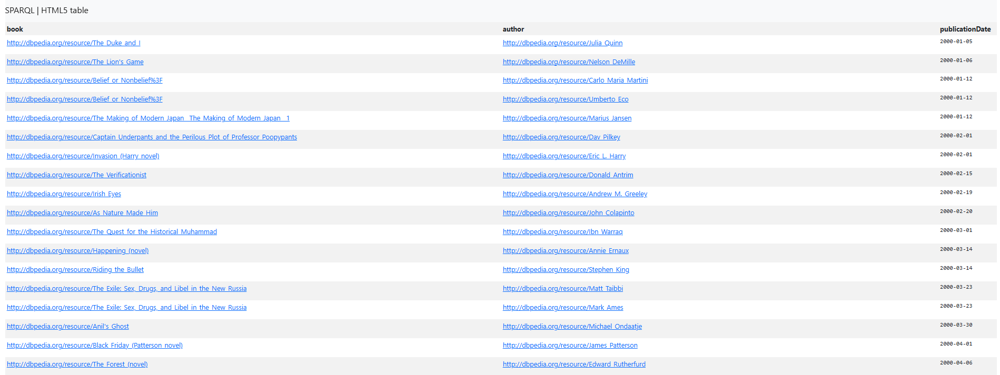 SPARQL | HTML5 table
book author publicationDate
http://dbpedia.org/resource/The_Duke_and_I http://dbpedia.org/resource/Julia_Quinn 2000-01-05
http://dbpedia.org/resource/The_Lion's_Game http://dbpedia.org/resource/Nelson_DeMille 2000-01-06
http://dbpedia.org/resource/Belief_or_Nonbelief%3F http://dbpedia.org/resource/Carlo_Maria_Martini 2000-01-12
http://dbpedia.org/resource/Belief_or_Nonbelief%3F http://dbpedia.org/resource/Umberto_Eco 2000-01-12
http://dbpedia.org/resource/The_Making_of_Modern_Japan__The_Making_of_Modern_Japan__1 http://dbpedia.org/resource/Marius_Jansen 2000-01-12
http://dbpedia.org/resource/Captain_Underpants_and_the_Perilous_Plot_of_Professor_Poopypants http://dbpedia.org/resource/Dav_Pilkey 2000-02-01
http://dbpedia.org/resource/Invasion_(Harry_novel) http://dbpedia.org/resource/Eric_L._Harry 2000-02-01
http://dbpedia.org/resource/The_Verificationist http://dbpedia.org/resource/Donald_Antrim 2000-02-15
http://dbpedia.org/resource/Irish_Eyes http://dbpedia.org/resource/Andrew_M._Greeley 2000-02-19
http://dbpedia.org/resource/As_Nature_Made_Him http://dbpedia.org/resource/John_Colapinto 2000-02-20
http://dbpedia.org/resource/The_Quest_for_the_Historical_Muhammad http://dbpedia.org/resource/Ibn_Warraq 2000-03-01
http://dbpedia.org/resource/Happening_(novel) http://dbpedia.org/resource/Annie_Ernaux 2000-03-14
http://dbpedia.org/resource/Riding_the_Bullet http://dbpedia.org/resource/Stephen_King 2000-03-14
http://dbpedia.org/resource/The_Exile:_Sex,_Drugs,_and_Libel_in_the_New_Russia http://dbpedia.org/resource/Matt_Taibbi 2000-03-23
http://dbpedia.org/resource/The_Exile:_Sex,_Drugs,_and_Libel_in_the_New_Russia http://dbpedia.org/resource/Mark_Ames 2000-03-23
http://dbpedia.org/resource/Anil's_Ghost http://dbpedia.org/resource/Michael_Ondaatje 2000-03-30
http://dbpedia.org/resource/Black_Friday_(Patterson_novel) http://dbpedia.org/resource/James_Patterson 2000-04-01
http://dbpedia.org/resource/The_Forest_(novel) http://dbpedia.org/resource/Edward_Rutherfurd 2000-04-06